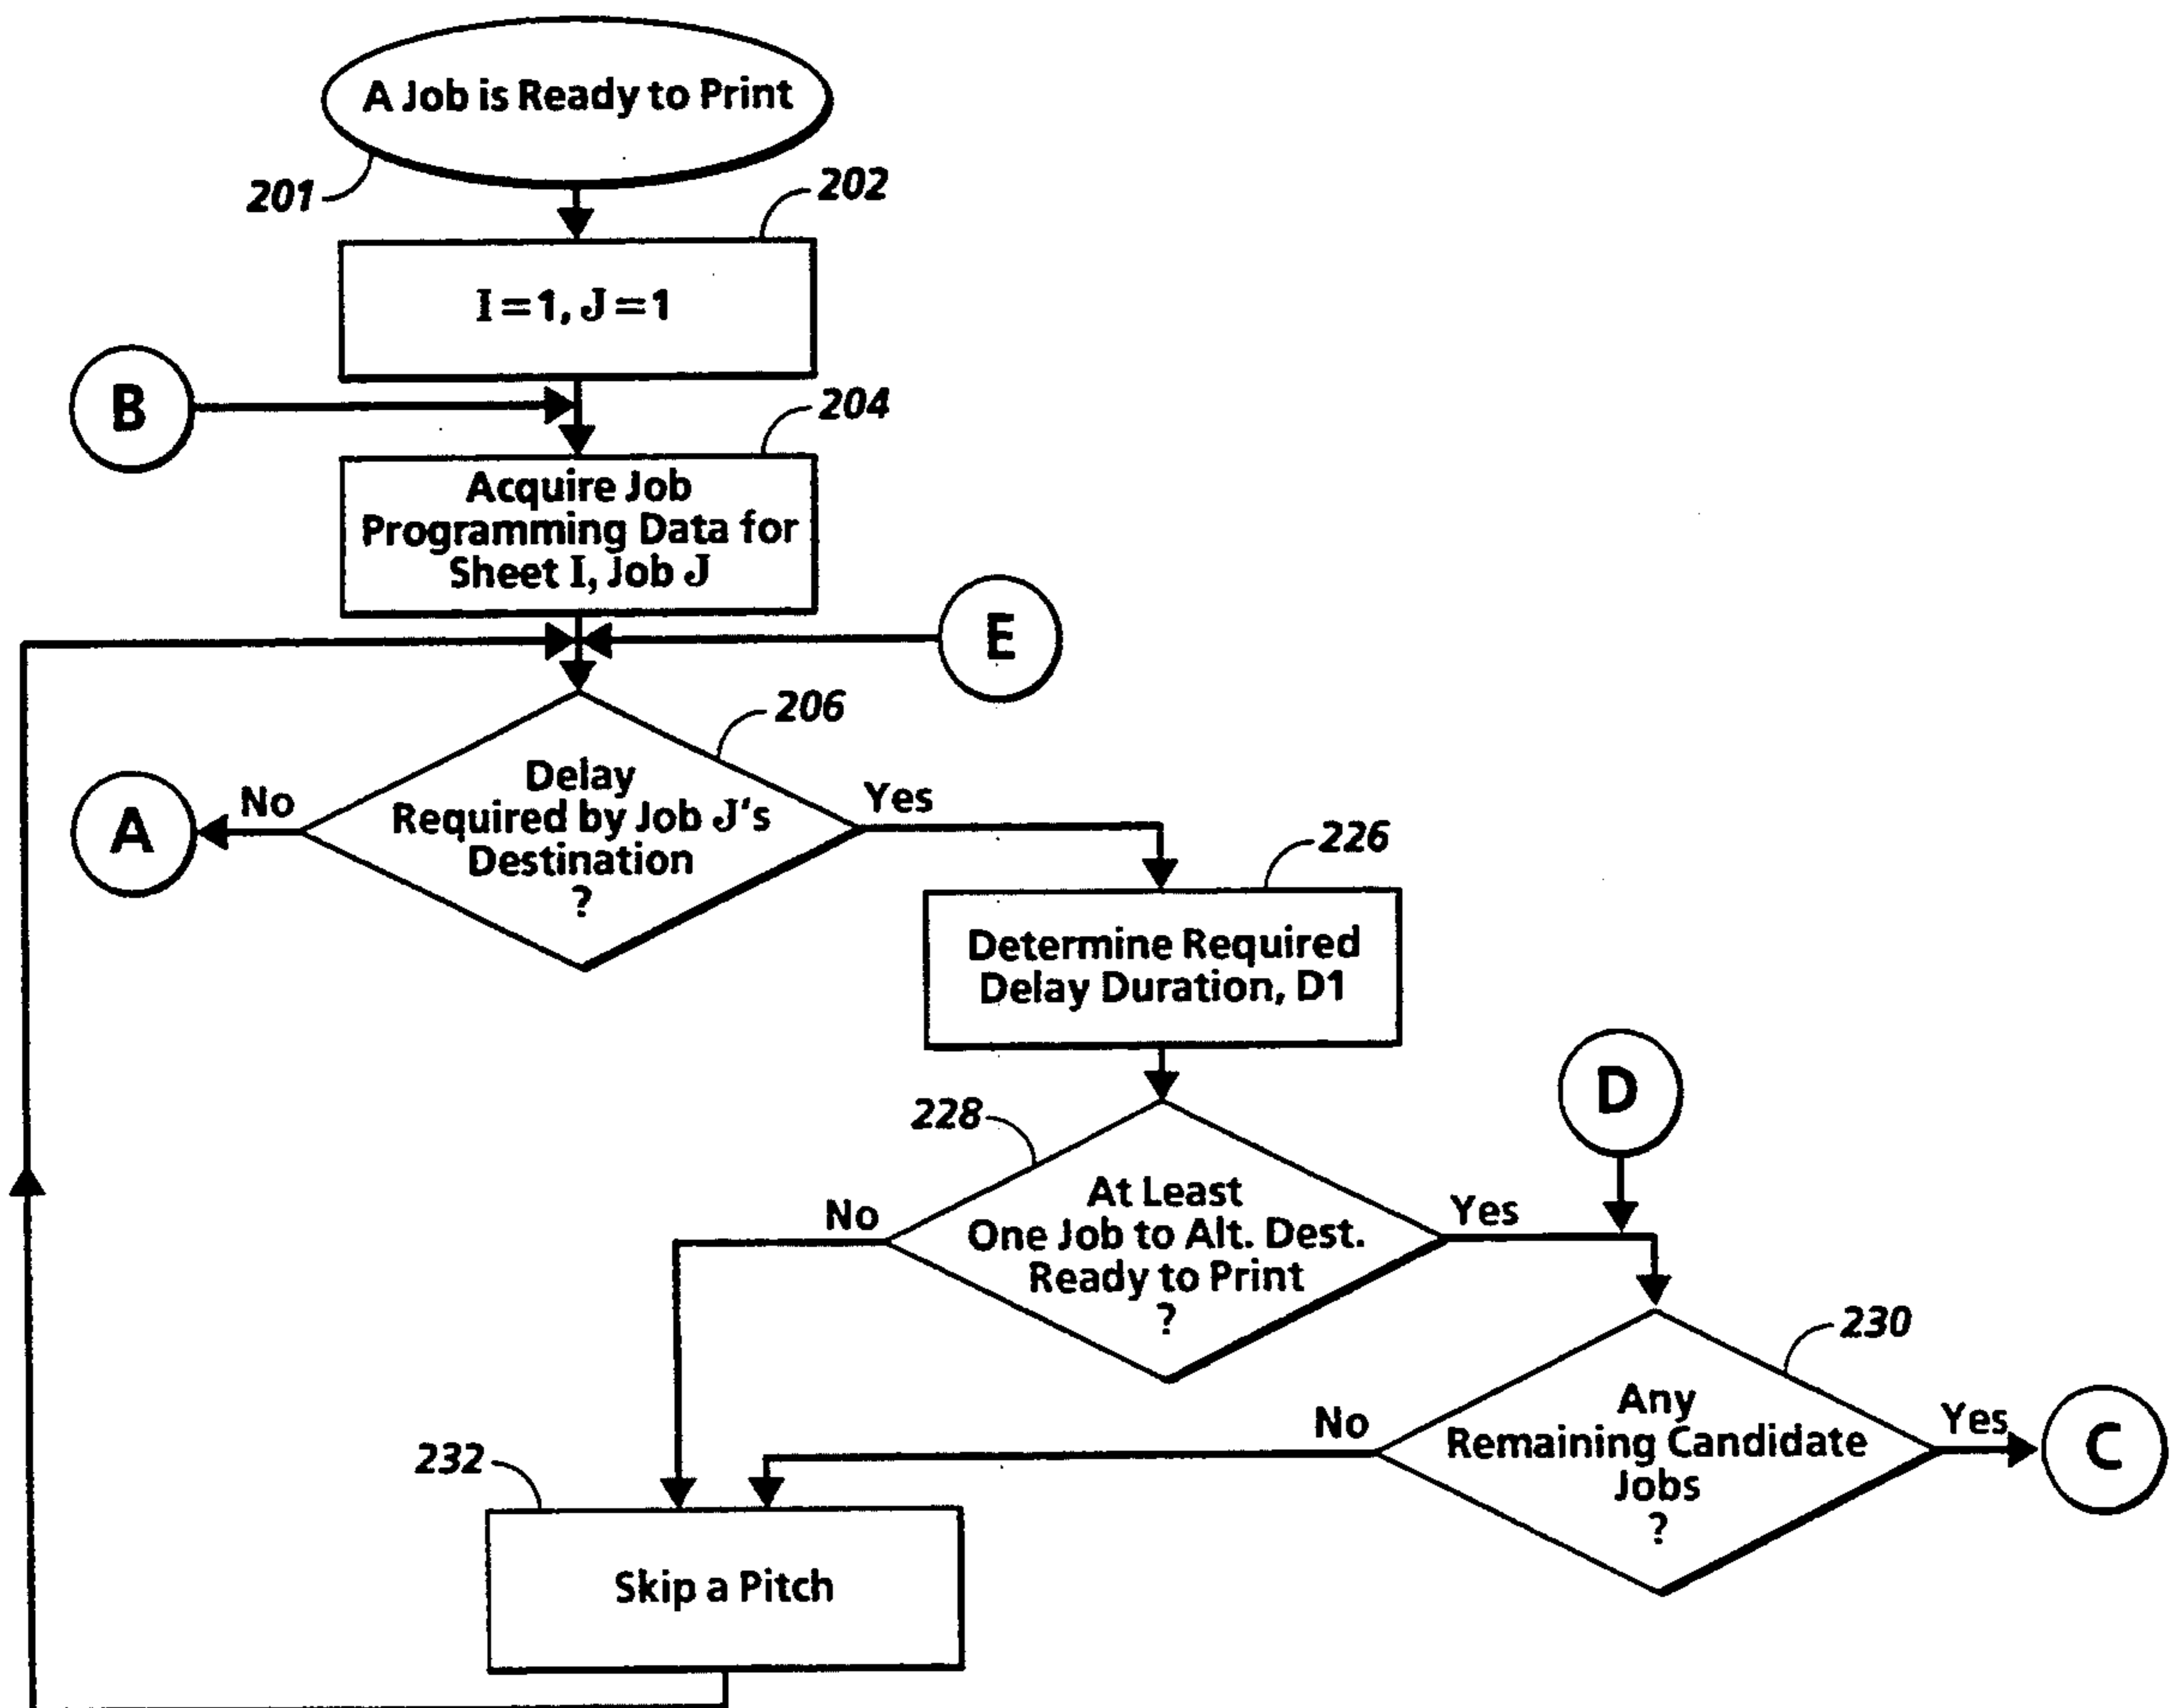 A Job is Ready to Print
201
202
I=1, J=1
B
204
Acquire Job
Programming Data for
Sheet I, Job J
E
206
Delay
Required by Job J's
Destination
?
No
A
Yes
226
Determine Required
Delay Duration, D1
D
228
At Least
One Job to Alt. Dest.
Ready to Print
?
No
Yes
230
Any
Remaining Candidate
Jobs
?
No
Yes
C
232
Skip a Pitch